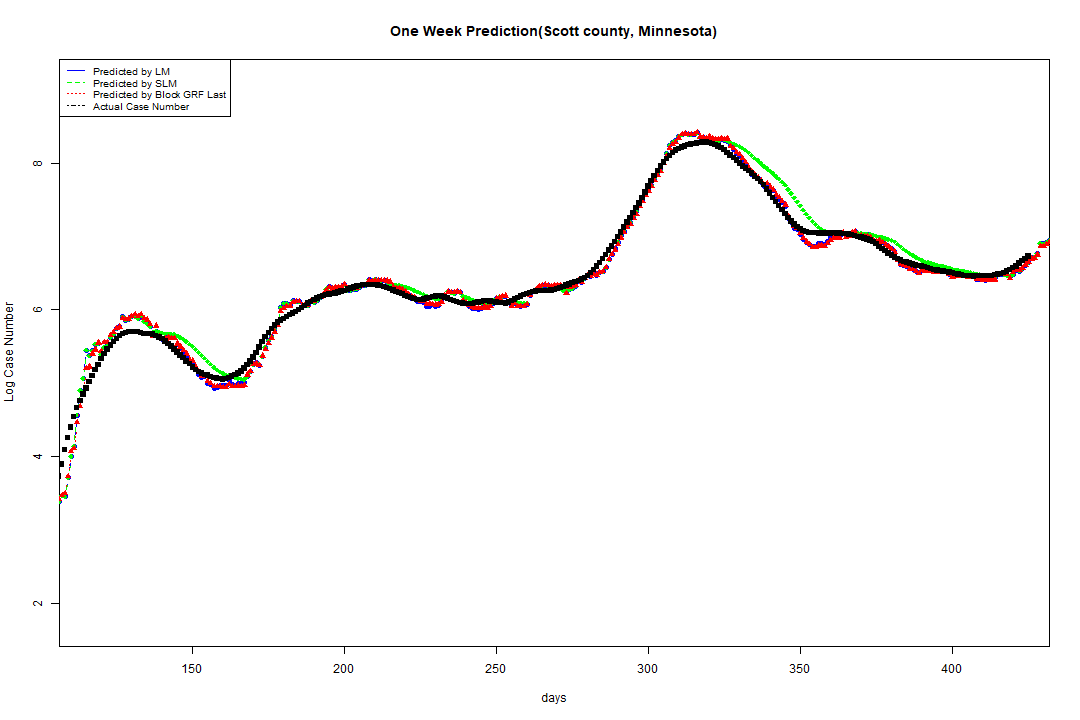 One Week Prediction(Scott county, Minnesota)
Predicted by LM
Predicted by SLM
Predicted by Block GRF Last
Actual Case Number
8
6
4
2
Log Case Number
150 200 250 300 350 400
days